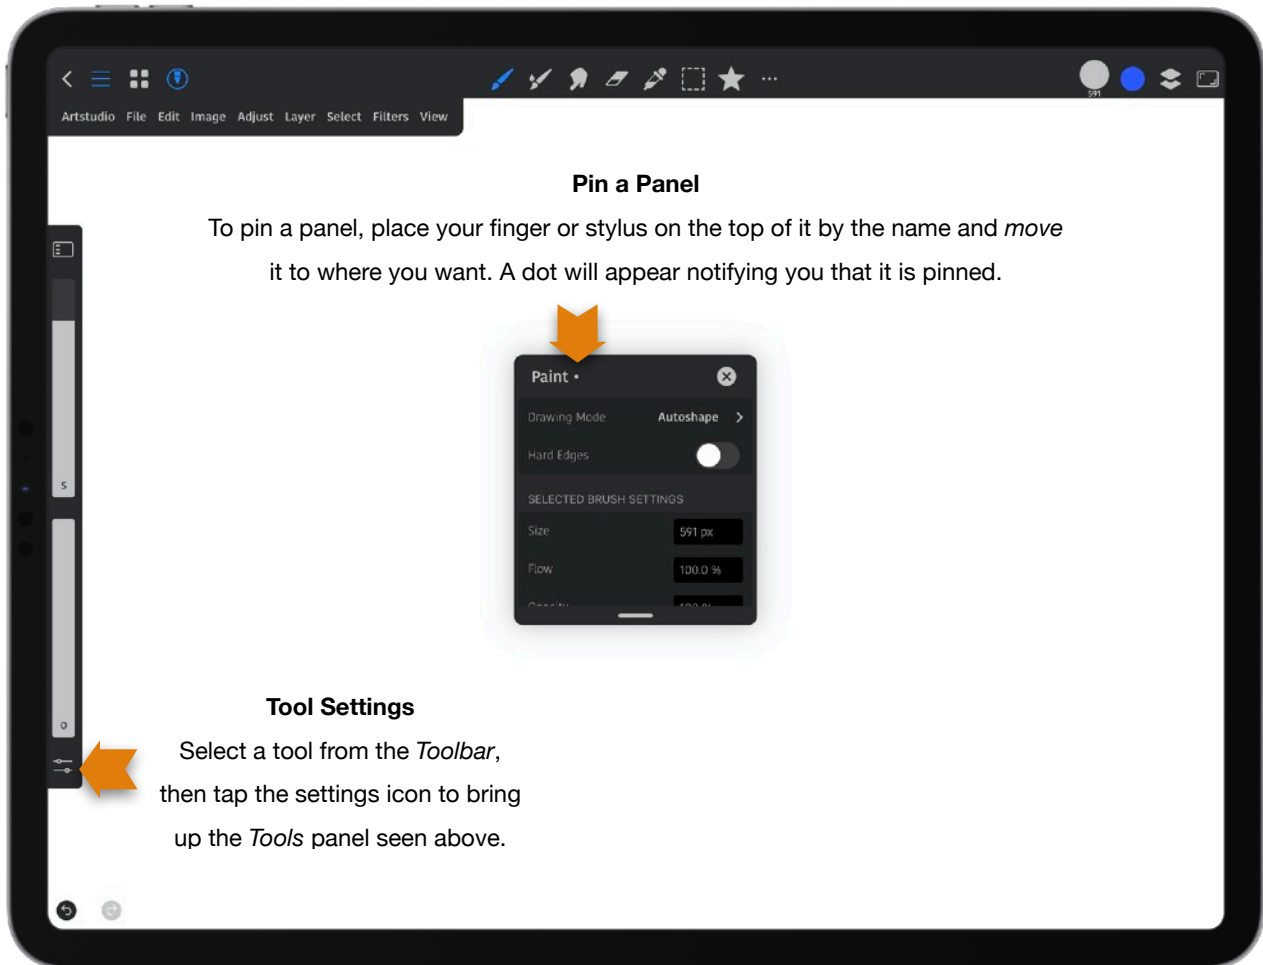 591
Artstudio File Edit Image Adjust Layer Select Filters View
Pin a Panel
To pin a panel, place your finger or stylus on the top of it by the name and move
it to where you want. A dot will appear notifying you that it is pinned.
Paint •
Drawing Mode Autoshape
Hard Edges
SELECTED BRUSH SETTINGS
Size 591 px
Flow 100.0 %
Opacity 100 %
S
O
Tool Settings
Select a tool from the Toolbar,
then tap the settings icon to bring
up the Tools panel seen above.